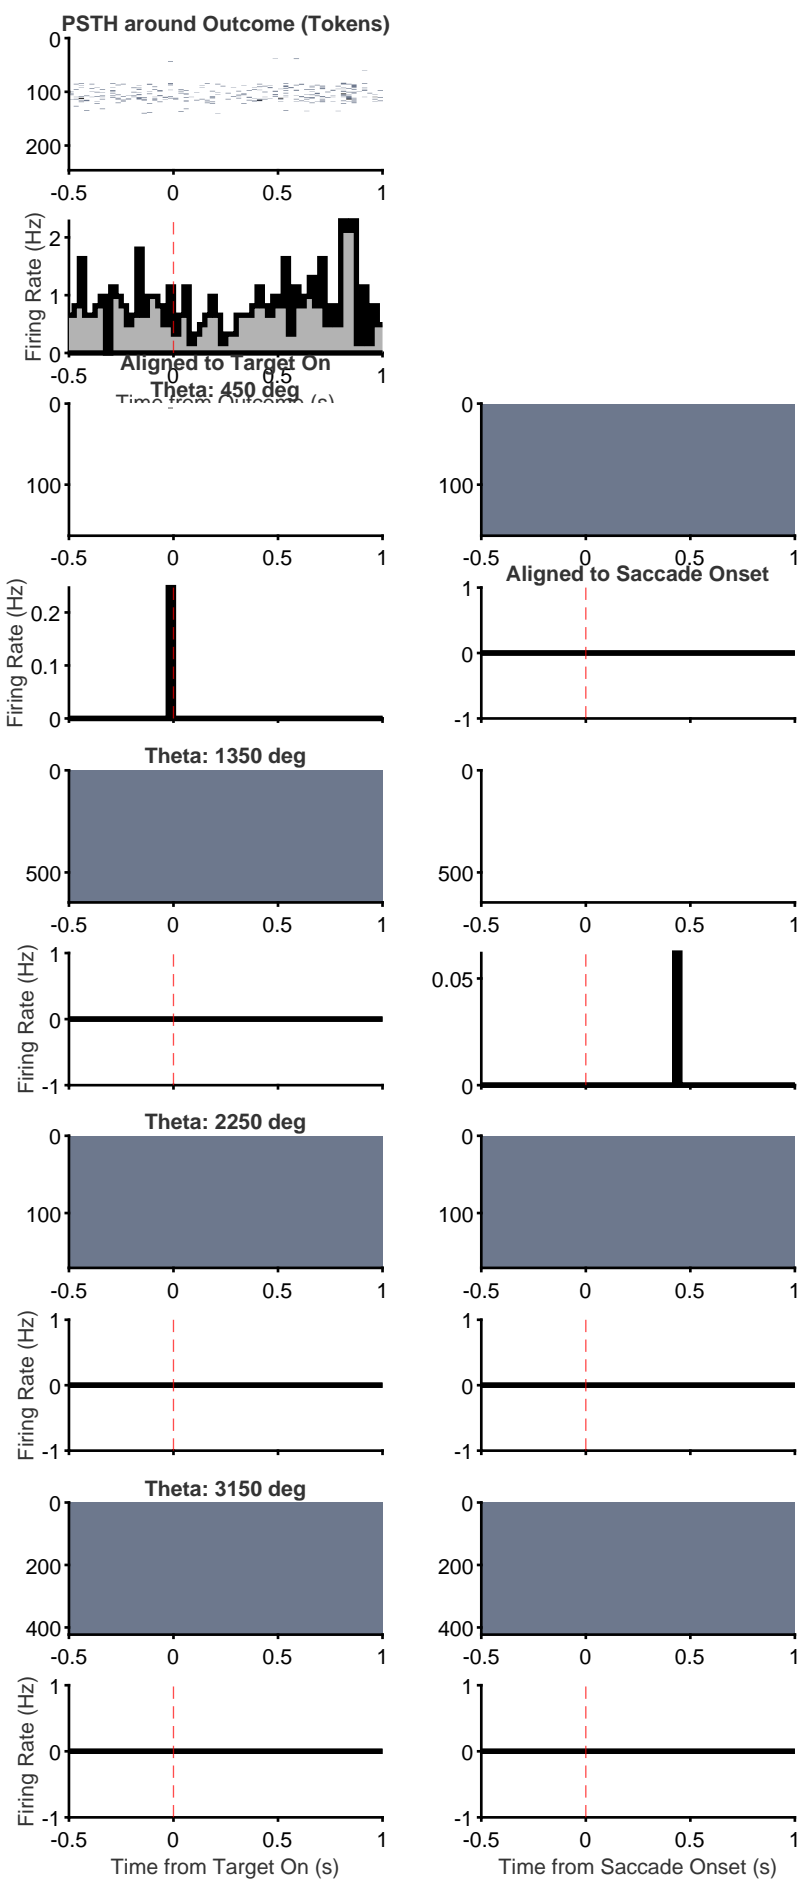 PSTH around Outcome (Tokens)
0
100
200
-0.5 0 0.5 1
Firing Rate (Hz)
2
1
0
-0.5 0 0.5 1
Time from Outcome (s)
Aligned to Target On
Theta: 450 deg
0
100
-0.5 0 0.5 1
0
100
-0.5 0 0.5 1
Firing Rate (Hz)
0.2
0.1
0
Aligned to Saccade Onset
1
0
-1
Theta: 1350 deg
0
500
-0.5 0 0.5 1
0
500
-0.5 0 0.5 1
Firing Rate (Hz)
1
0
-1
0.05
0
Theta: 2250 deg
0
100
-0.5 0 0.5 1
0
100
-0.5 0 0.5 1
Firing Rate (Hz)
1
0
-1
1
0
-1
Theta: 3150 deg
0
200
400
-0.5 0 0.5 1
0
200
400
-0.5 0 0.5 1
Firing Rate (Hz)
1
0
-1
-0.5 0 0.5 1
Time from Target On (s)
1
0
-1
-0.5 0 0.5 1
Time from Saccade Onset (s)